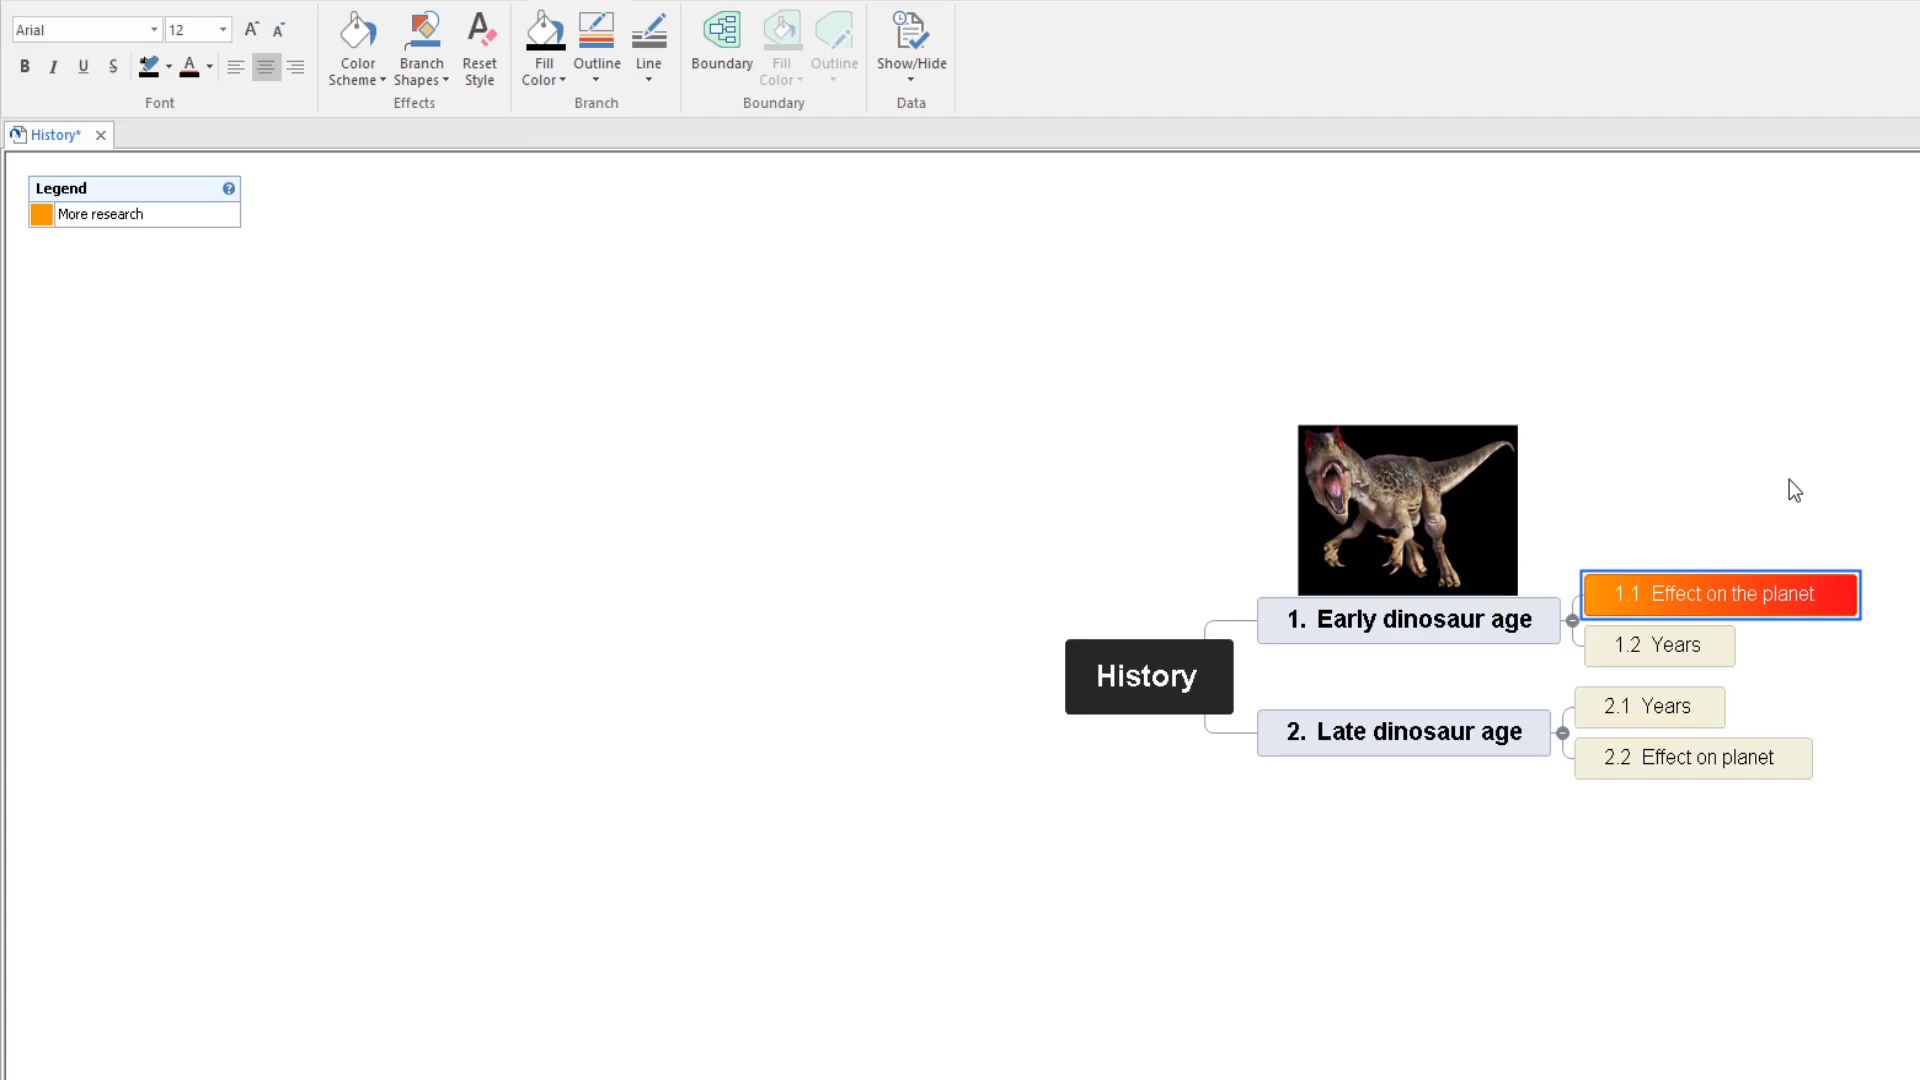 Arial
12
B I U S
Font
Color Scheme
Branch Shapes
Reset Style
Effects
Fill Color
Outline
Line
Branch
Boundary
Fill Color
Outline
Boundary
Show/Hide
Data
History*
Legend
More research
History
1. Early dinosaur age
1.1 Effect on the planet
1.2 Years
2. Late dinosaur age
2.1 Years
2.2 Effect on planet